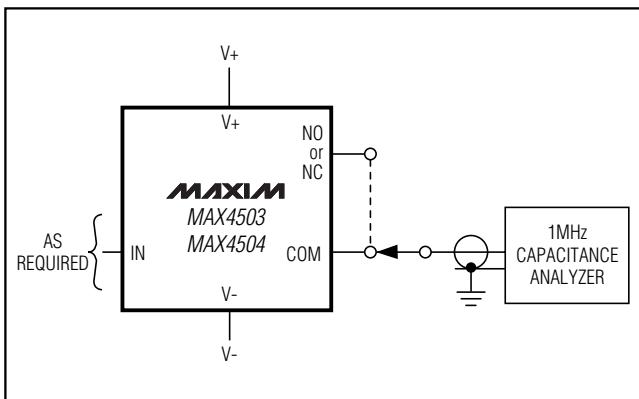 V+
V+
NO
or
NC
MAXIM
MAX4503
MAX4504
AS
REQUIRED
IN
COM
V-
V-
1MHz
CAPACITANCE
ANALYZER